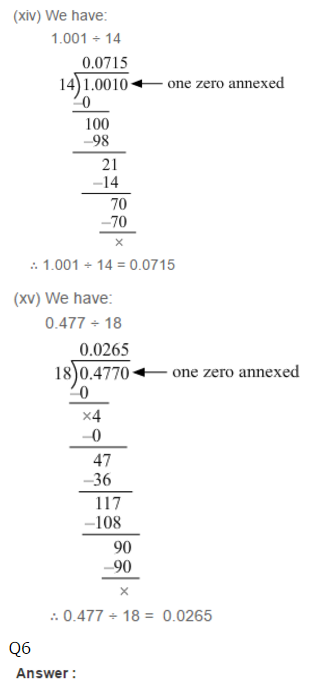 (xiv) We have:
1.001 ÷ 14
0.0715
14)1.0010 one zero annexed
–0
100
–98
21
–14
70
–70
×
∴ 1.001 ÷ 14 = 0.0715
(xv) We have:
0.477 ÷ 18
0.0265
18)0.4770 one zero annexed
–0
×4
–0
47
–36
117
–108
90
–90
×
∴ 0.477 ÷ 18 = 0.0265
Q6
Answer :